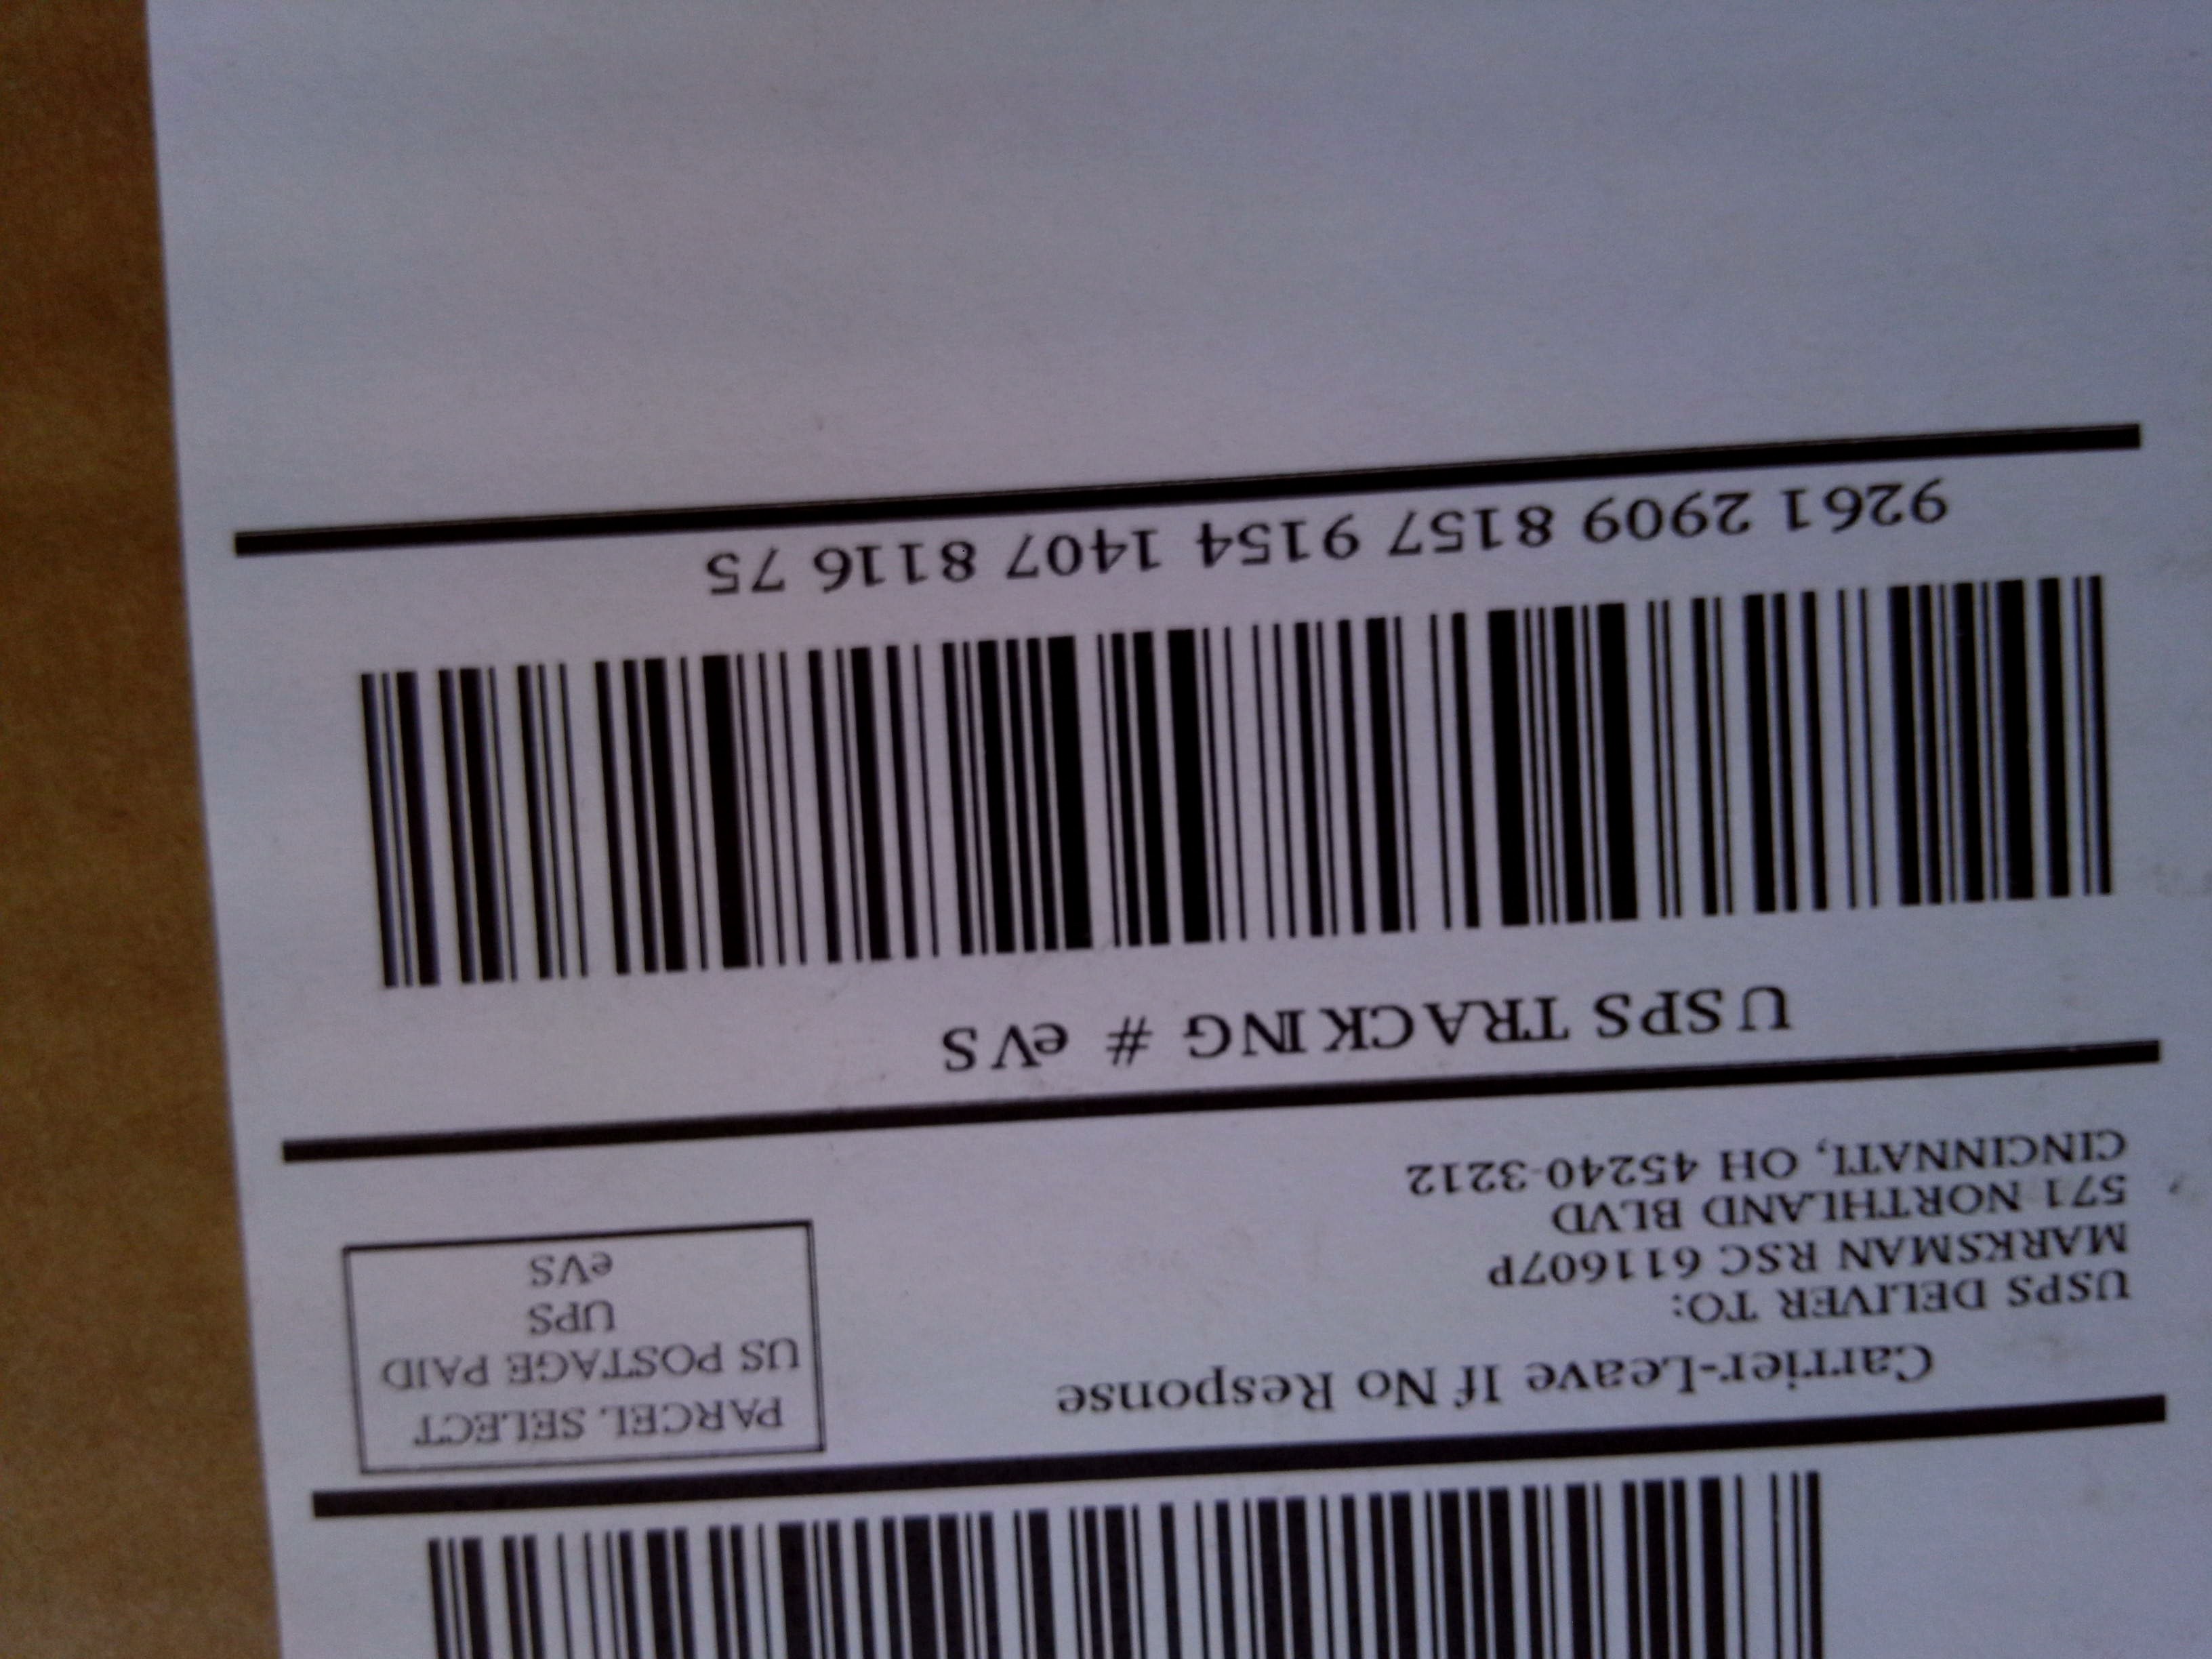 PARCEL SELECT
US POSTAGE PAID
UPS
eVS
Carrier-Leave If No Response
USPS DELIVER TO:
MARKSMAN RSC 611607P
571 NORTHLAND BLVD
CINCINNATI, OH 45240-3212
USPS TRACKING # eVS
9261 2909 8157 9154 1407 8116 75